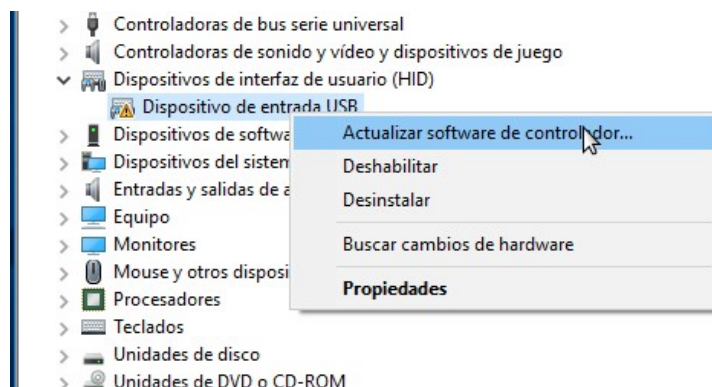 Controladoras de bus serie universal
Controladoras de sonido y vídeo y dispositivos de juego
Dispositivos de interfaz de usuario (HID)
Dispositivo de entrada USB
Dispositivos de softwa
Actualizar software de controlador...
Dispositivos del sistem
Deshabilitar
Entradas y salidas de a
Desinstalar
Equipo
Monitores
Buscar cambios de hardware
Mouse y otros disposi
Procesadores
Propiedades
Teclados
Unidades de disco
Unidades de DVD o CD-ROM